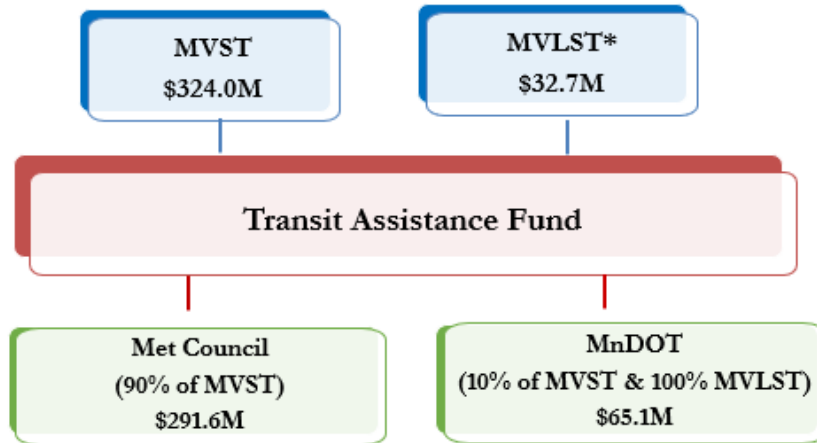 MVST
$324.0M
MVLST*
$32.7M
Transit Assistance Fund
Met Council
(90% of MVST)
$291.6M
MnDOT
(10% of MVST & 100% MVLST)
$65.1M